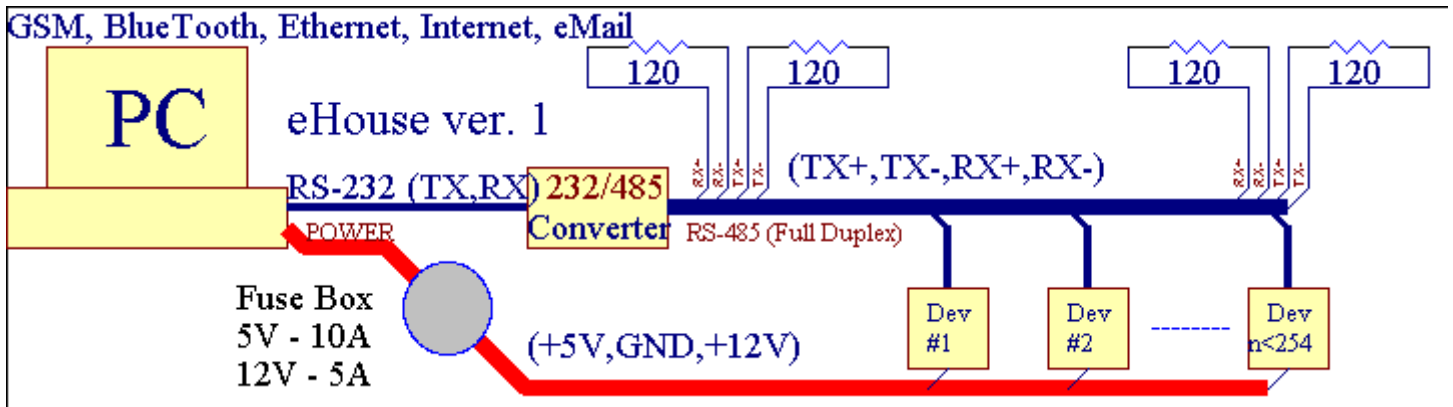 GSM, BlueTooth, Ethernet, Internet, eMail
120
120
120
120
PC
eHouse ver. 1
RX+
RX-
TX+
TX-
RX+
RX-
TX+
TX-
(TX+,TX-,RX+,RX-)
RS-232 (TX,RX)
232/485
Converter
POWER
RS-485 (Full Duplex)
Fuse Box
5V - 10A
12V - 5A
(+5V,GND,+12V)
Dev
#1
Dev
#2
--------
Dev
n<254